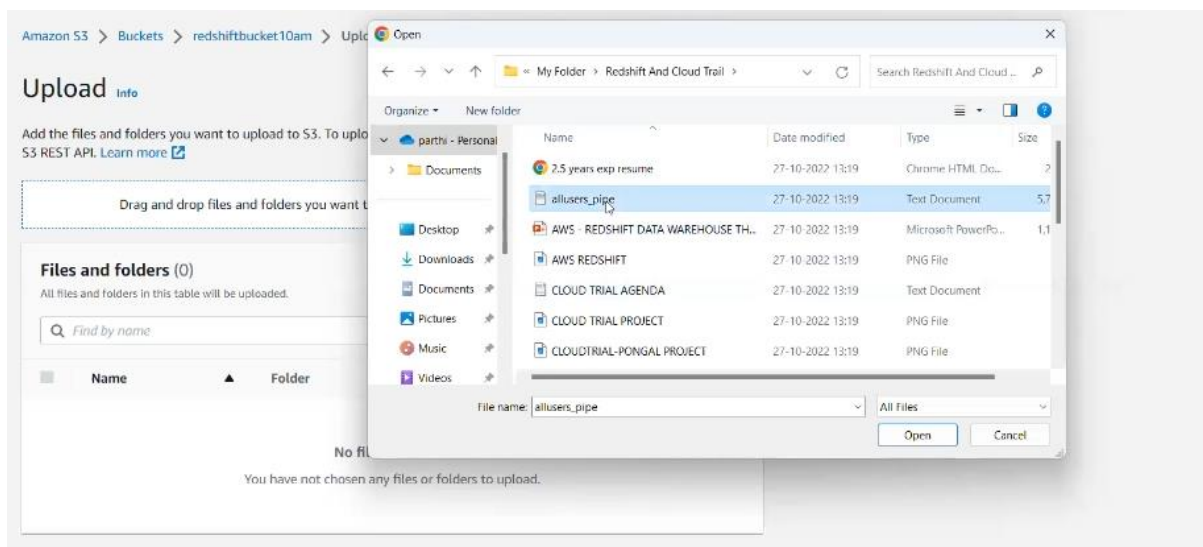 Amazon S3 > Buckets > redshiftbucket10am >
Upload Info
Add the files and folders you want to upload to S3. To
S3 REST API. Learn more
Drag and drop files and folders you want
Files and folders (0)
All files and folders in this table will be uploaded.
Find by name
Name Folder
You have not chosen any files or folders to upload.
Open
« My Folder > Redshift And Cloud Trail >
Search Redshift And Cloud ...
Organize New folder
Name Date modified Type Size
parthi - Personal
Documents
Desktop
Downloads
Documents
Pictures
Music
Videos
2.5 years exp resume 27-10-2022 13:19 Chrome HTML Do... 2
allusers_pipe 27-10-2022 13:19 Text Document 5,7
AWS - REDSHIFT DATA WAREHOUSE TH... 27-10-2022 13:19 Microsoft PowerPo... 1,1
AWS REDSHIFT 27-10-2022 13:19 PNG File
CLOUD TRIAL AGENDA 27-10-2022 13:19 Text Document
CLOUD TRIAL PROJECT 27-10-2022 13:19 PNG File
CLOUDTRIAL-PONGAL PROJECT 27-10-2022 13:19 PNG File
File name: allusers_pipe All Files
Open Cancel